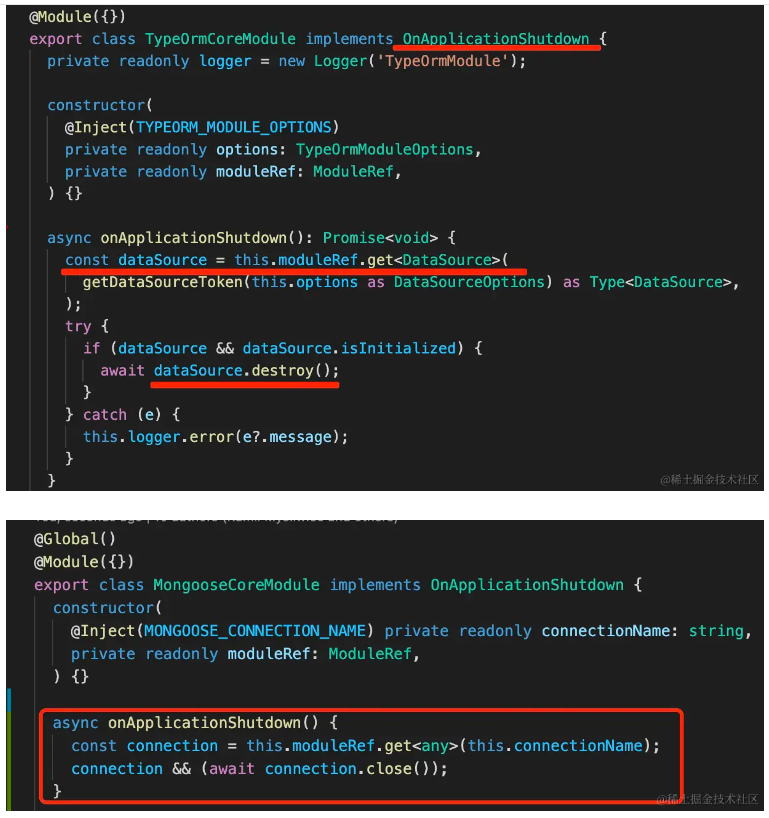 @Module({})
export class TypeOrmCoreModule implements OnApplicationShutdown {
  private readonly logger = new Logger('TypeOrmModule');
  constructor(
    @Inject(TYPEORM_MODULE_OPTIONS)
    private readonly options: TypeOrmModuleOptions,
    private readonly moduleRef: ModuleRef,
  ) {}
  async onApplicationShutdown(): Promise<void> {
    const dataSource = this.moduleRef.get<DataSource>(
      getDataSourceToken(this.options as DataSourceOptions) as Type<DataSource>,
    );
    try {
      if (dataSource && dataSource.isInitialized) {
        await dataSource.destroy();
      }
    } catch (e) {
      this.logger.error(e?.message);
    }
  }
@稀土掘金技术社区
@Global()
@Module({})
export class MongooseCoreModule implements OnApplicationShutdown {
  constructor(
    @Inject(MONGOOSE_CONNECTION_NAME) private readonly connectionName: string,
    private readonly moduleRef: ModuleRef,
  ) {}
  async onApplicationShutdown() {
    const connection = this.moduleRef.get<any>(this.connectionName);
    connection && (await connection.close());
  }
@稀土掘金技术社区